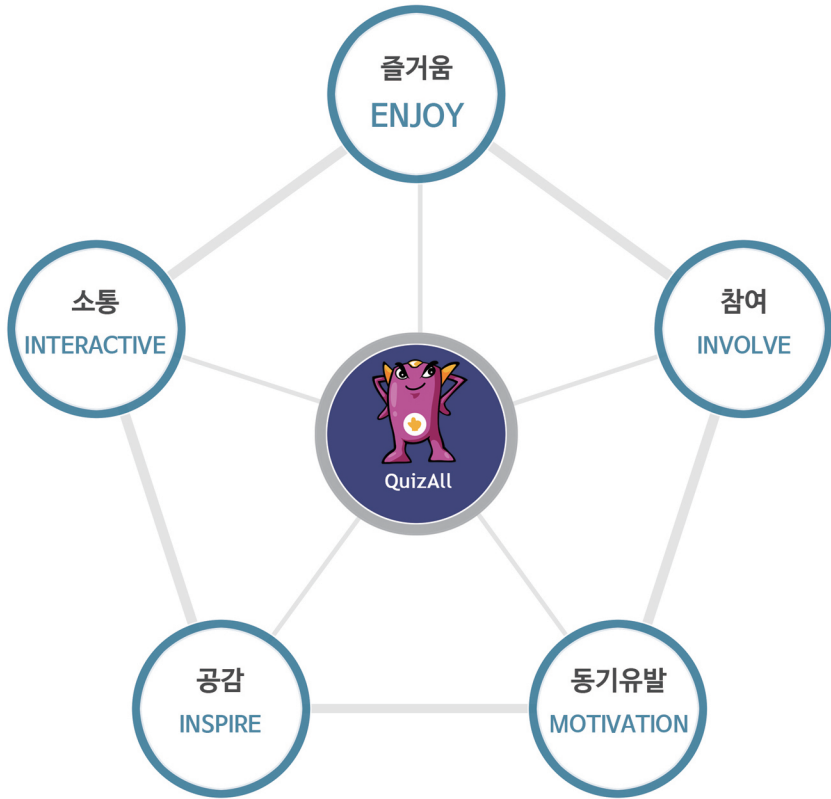 즐거움
ENJOY
소통
INTERACTIVE
참여
INVOLVE
QuizAll
공감
INSPIRE
동기유발
MOTIVATION